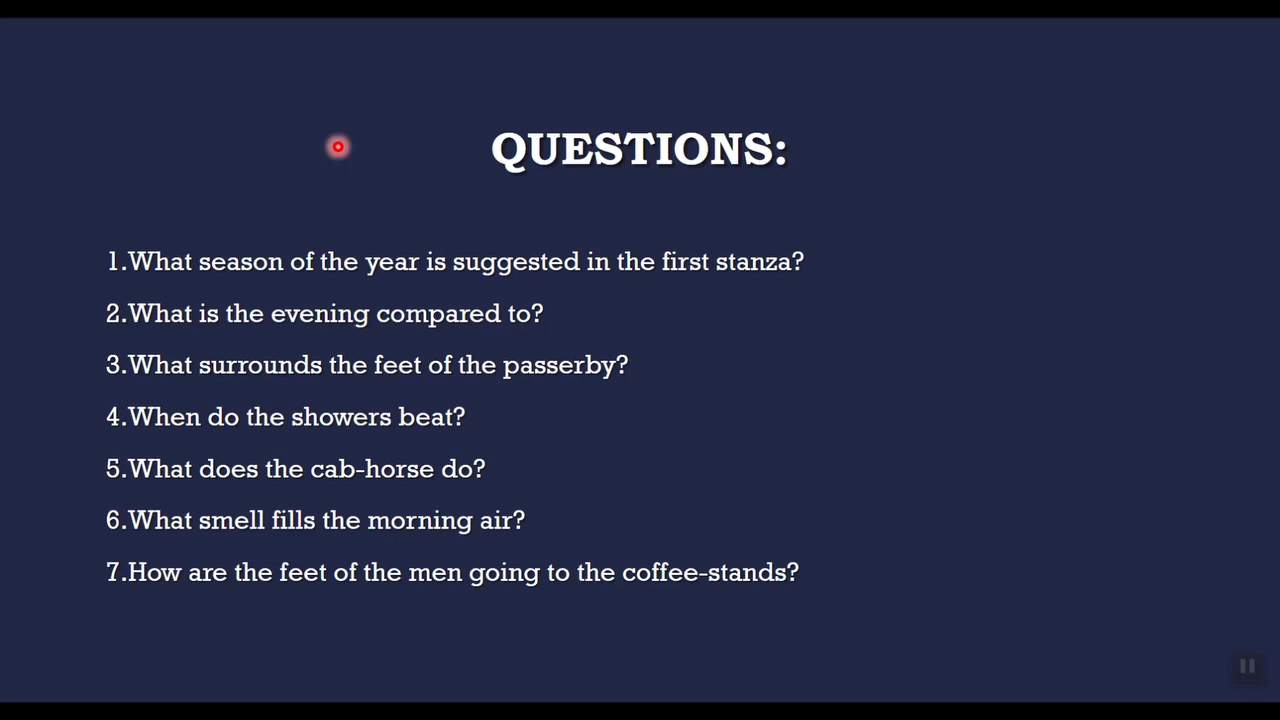 QUESTIONS:
1.What season of the year is suggested in the first stanza?
2.What is the evening compared to?
3.What surrounds the feet of the passerby?
4.When do the showers beat?
5.What does the cab-horse do?
6.What smell fills the morning air?
7.How are the feet of the men going to the coffee-stands?